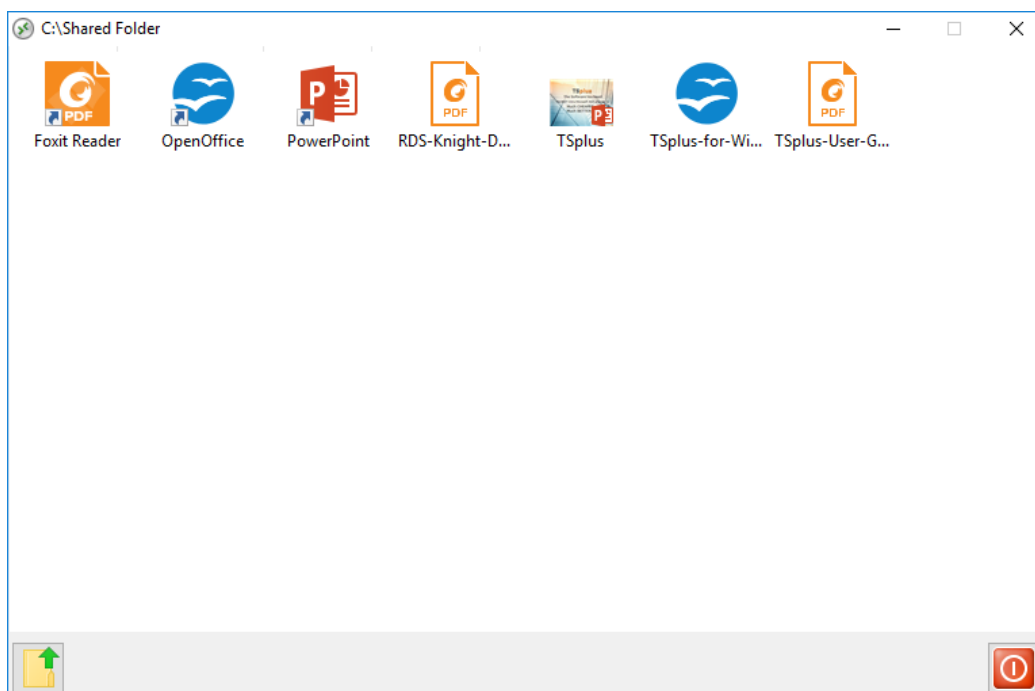 C:\Shared Folder
PDF
P
PDF
P
PDF
Foxit Reader
OpenOffice
PowerPoint
RDS-Knight-D...
TSplus
TSplus-for-Wi...
TSplus-User-G...